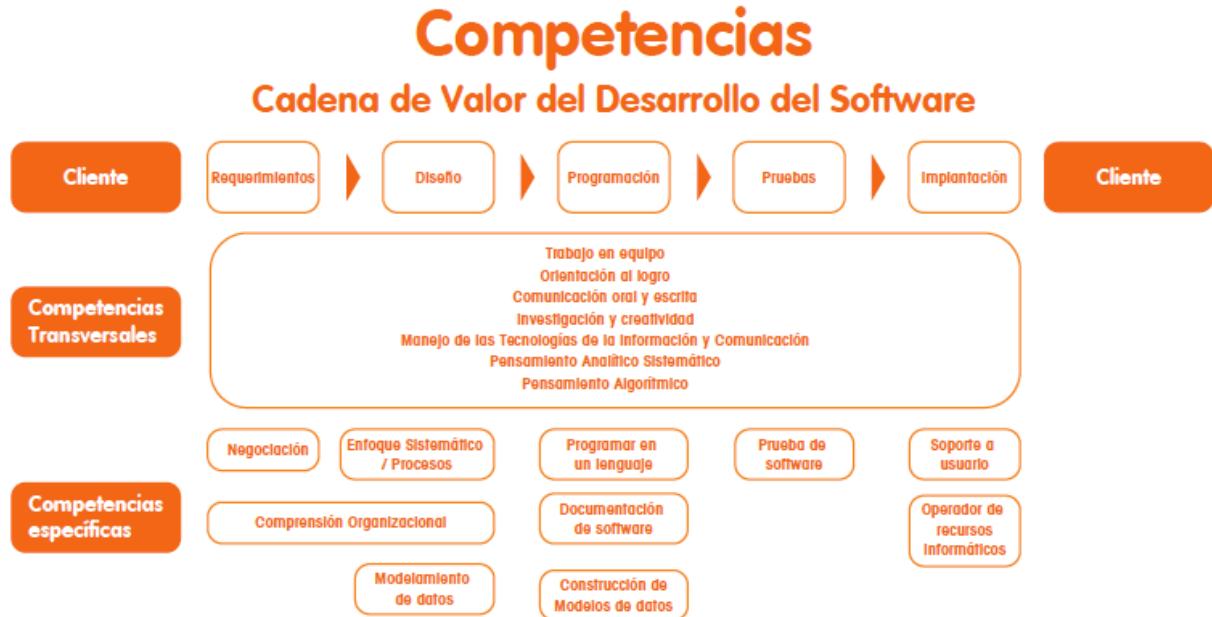 Competencias
Cadena de Valor del Desarrollo del Software
Cliente
Requerimientos
Diseño
Programación
Pruebas
Implantación
Cliente
Competencias
Transversales
Trabajo en equipo
Orientación al logro
Comunicación oral y escrita
Investigación y creatividad
Manejo de las Tecnologías de la Información y Comunicación
Pensamiento Analítico Sistemático
Pensamiento Algorítmico
Competencias
específicas
Negociación
Enfoque Sistemático
/ Procesos
Programar en
un lenguaje
Prueba de
software
Soporte a
usuario
Comprensión Organizacional
Documentación
de software
Operador de
recursos
Informáticos
Modelamiento
de datos
Construcción de
Modelos de datos